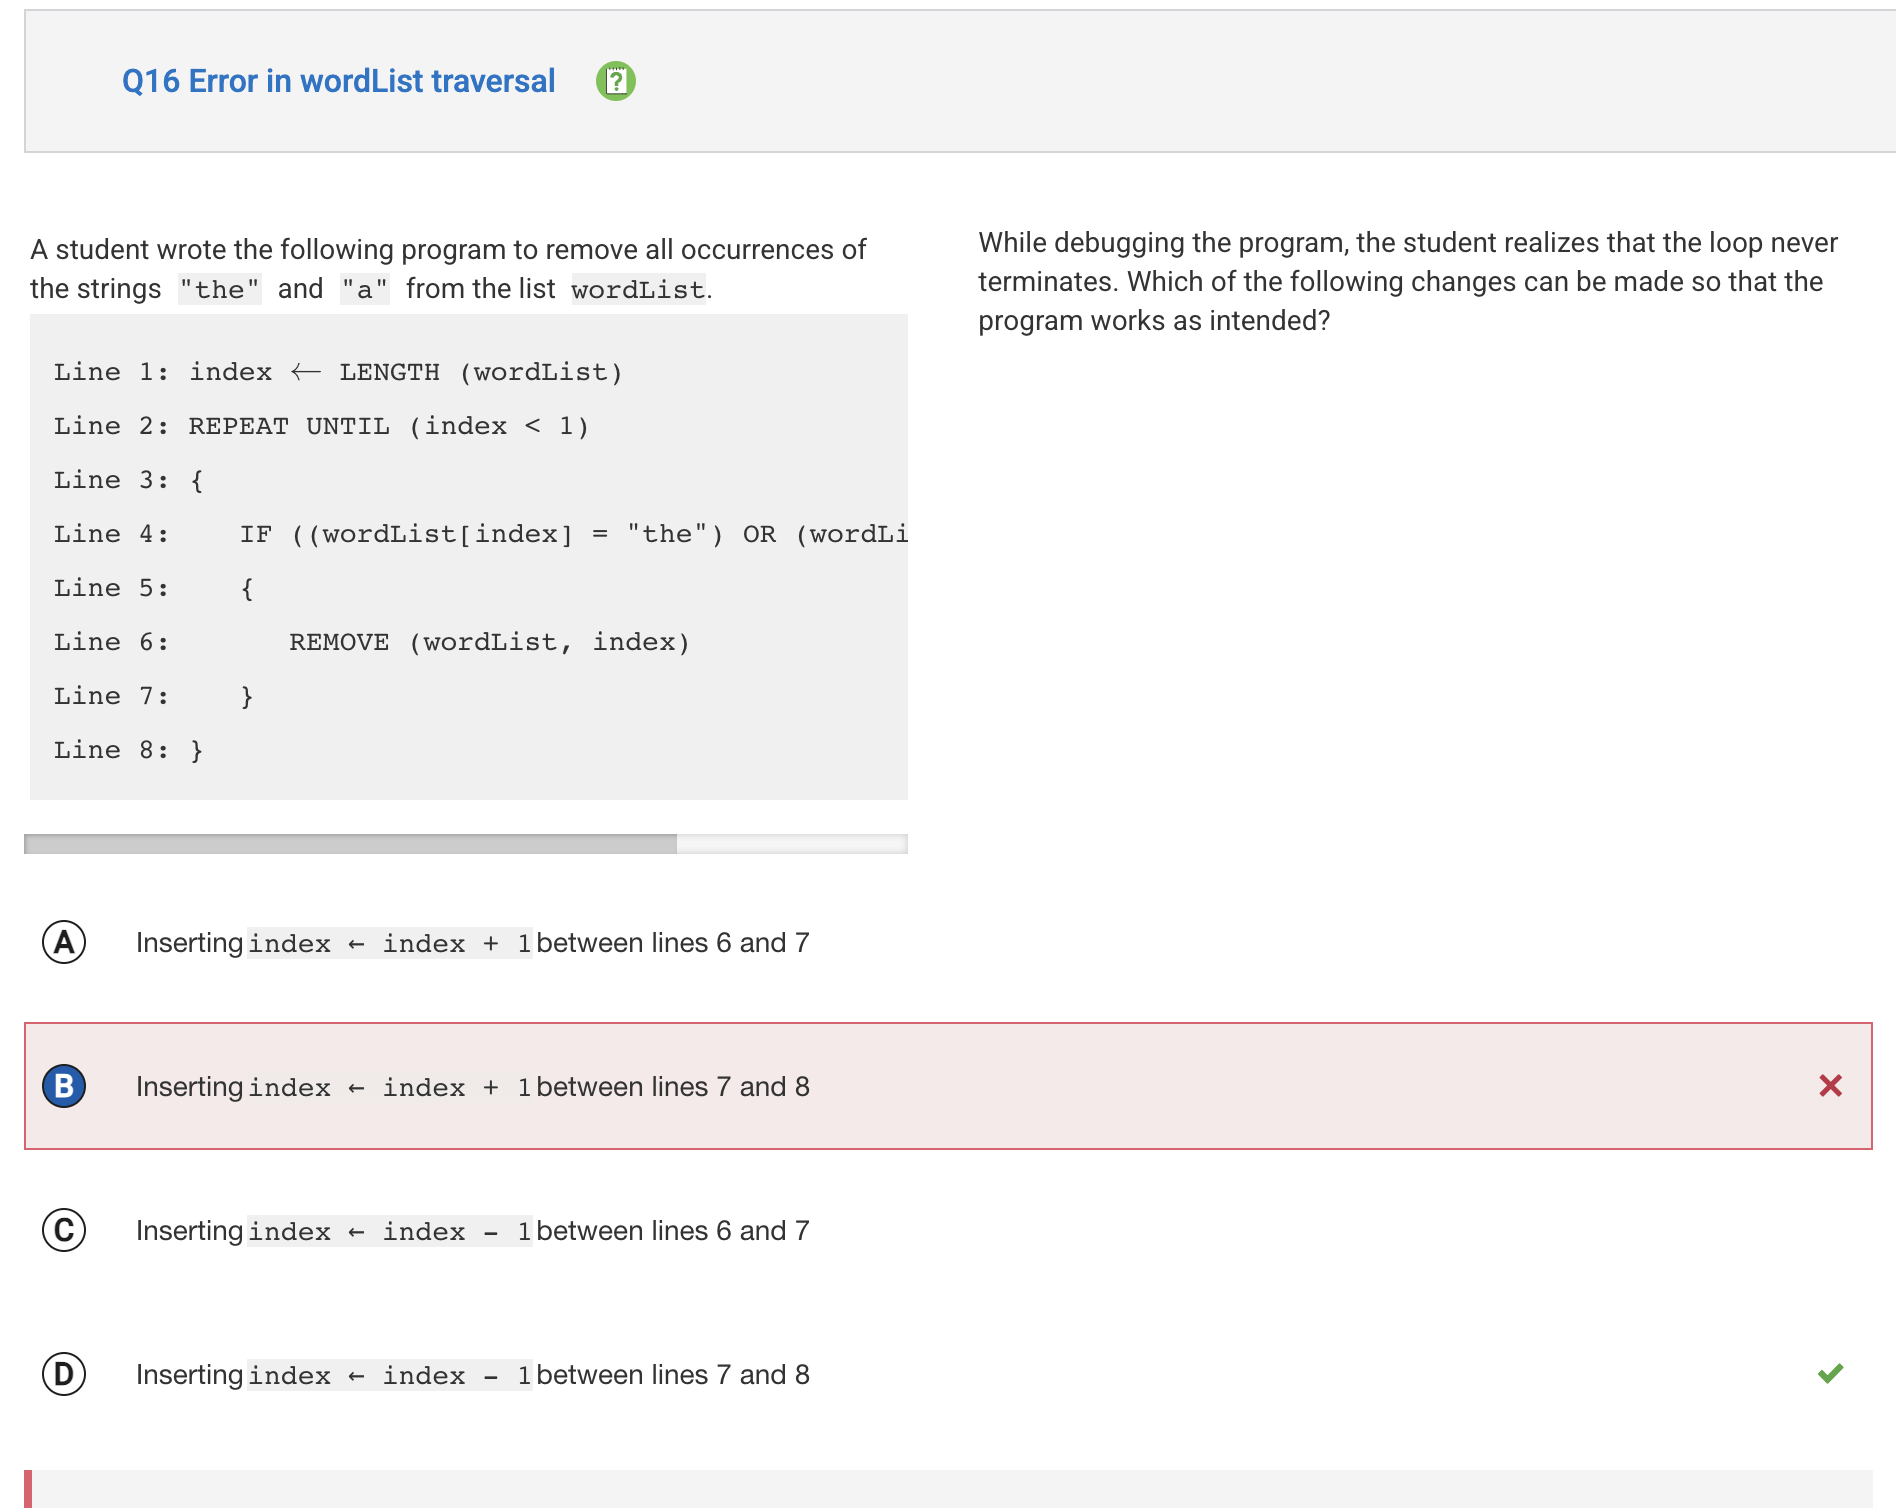 Q16 Error in wordList traversal
A student wrote the following program to remove all occurrences of
the strings "the" and "a" from the list wordList.
Line 1: index ← LENGTH (wordList)
Line 2: REPEAT UNTIL (index < 1)
Line 3: {
Line 4: IF ((wordList[index] = "the") OR (wordLi
Line 5: {
Line 6: REMOVE (wordList, index)
Line 7: }
Line 8: }
While debugging the program, the student realizes that the loop never
terminates. Which of the following changes can be made so that the
program works as intended?
A Inserting index ← index + 1 between lines 6 and 7
B Inserting index ← index + 1 between lines 7 and 8
C Inserting index ← index - 1 between lines 6 and 7
D Inserting index ← index - 1 between lines 7 and 8